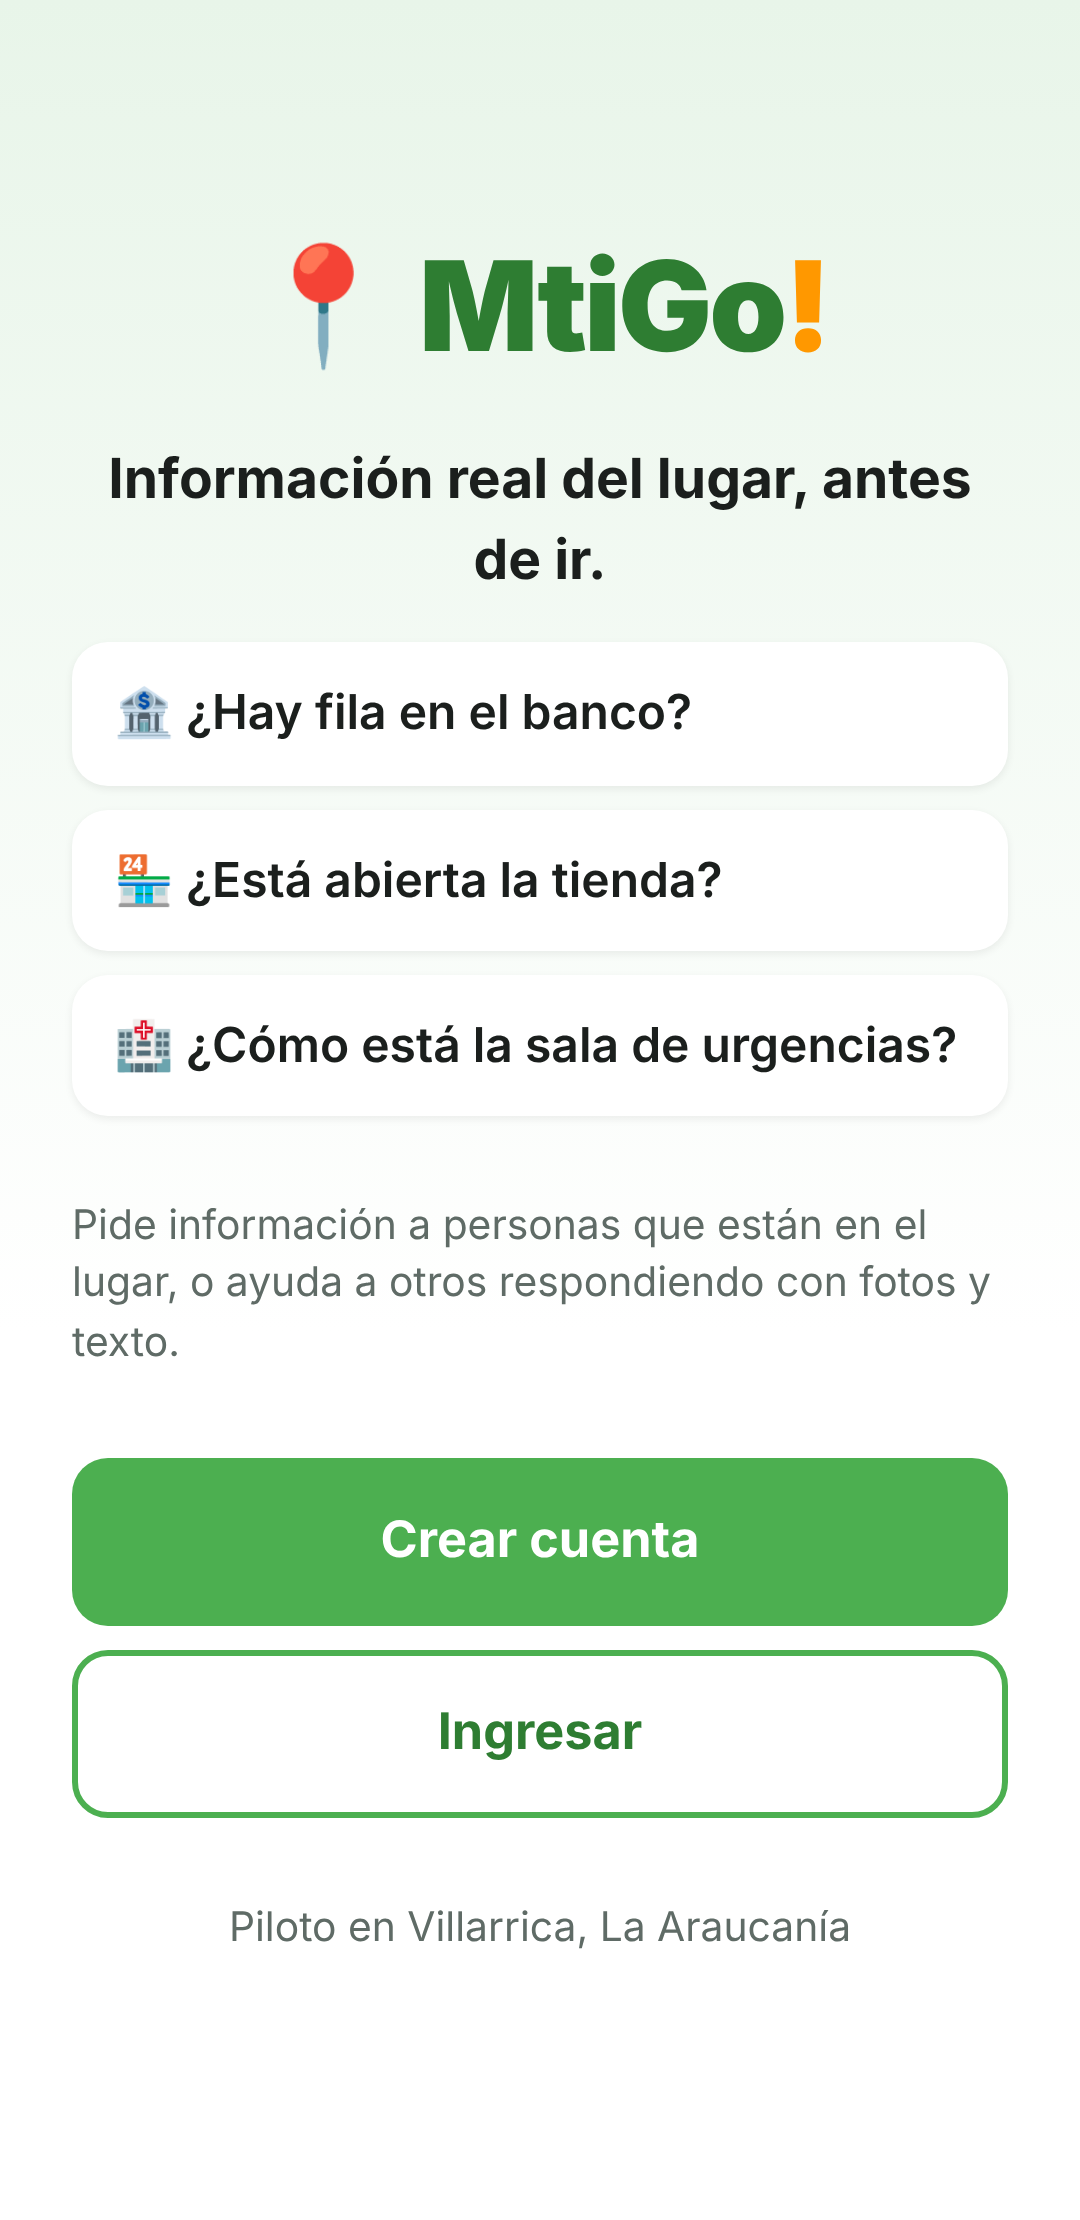 📍 MtiGo!
Información real del lugar, antes
de ir.
🏦 ¿Hay fila en el banco?
🏪 ¿Está abierta la tienda?
🏥 ¿Cómo está la sala de urgencias?
Pide información a personas que están en el
lugar, o ayuda a otros respondiendo con fotos y
texto.
Crear cuenta
Ingresar
Piloto en Villarrica, La Araucanía